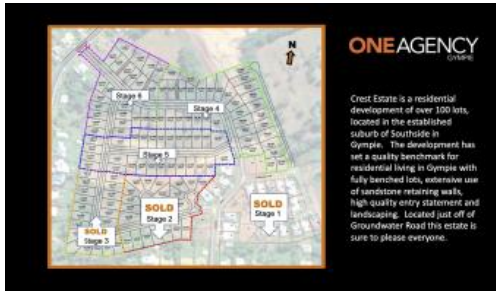 N
ONEAGENCY
GYMPIE
Stage 6
Stage 4
Stage 5
SOLD
Stage 2
SOLD
Stage 1
SOLD
Stage 3
Crest Estate is a residential
development of over 100 lots,
located in the established
suburb of Southside in
Gympie. The development has
set a quality benchmark for
residential living in Gympie with
fully benched lots, extensive use
of sandstone retaining walls,
high quality entry statement and
landscaping. Located just off of
Groundwater Road this estate is
sure to please everyone.